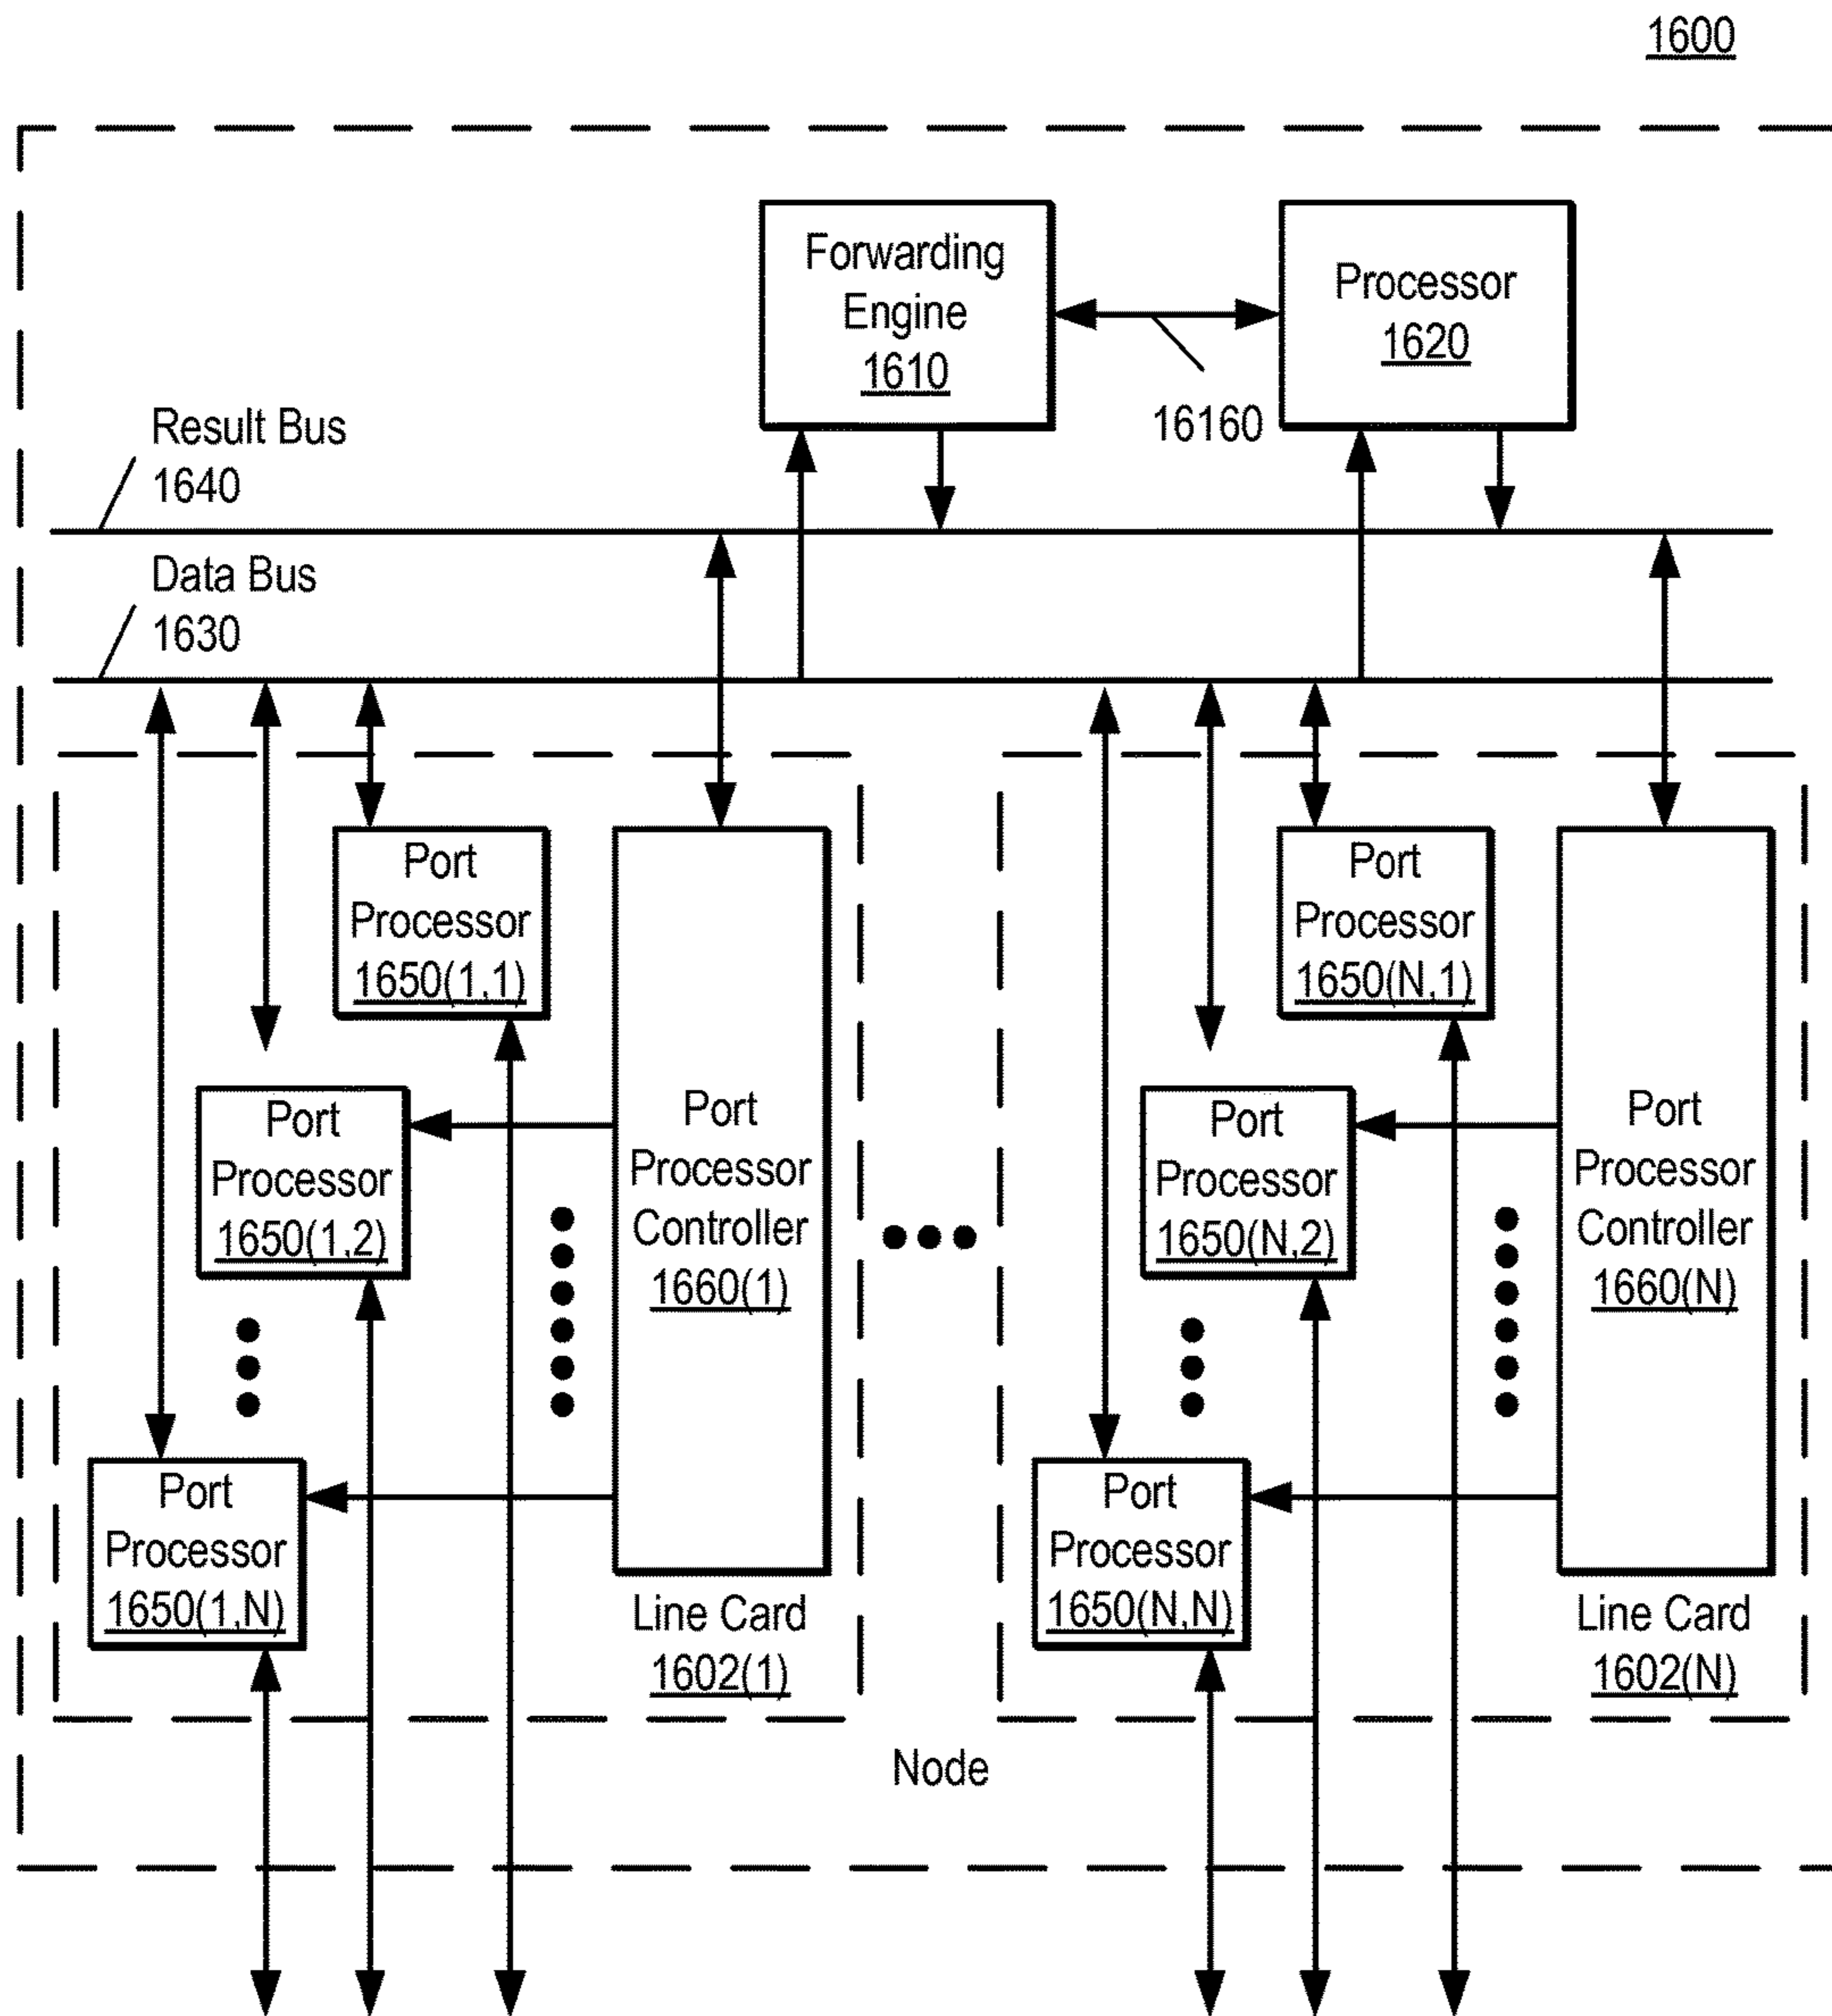 1600
Forwarding
Engine
1610
Processor
1620
16160
Result Bus
1640
Data Bus
1630
Port
Processor
1650(1,1)
Port
Processor
1650(1,2)
Port
Processor
1650(1,N)
Port
Processor
Controller
1660(1)
Line Card
1602(1)
Port
Processor
1650(N,1)
Port
Processor
1650(N,2)
Port
Processor
1650(N,N)
Port
Processor
Controller
1660(N)
Line Card
1602(N)
Node